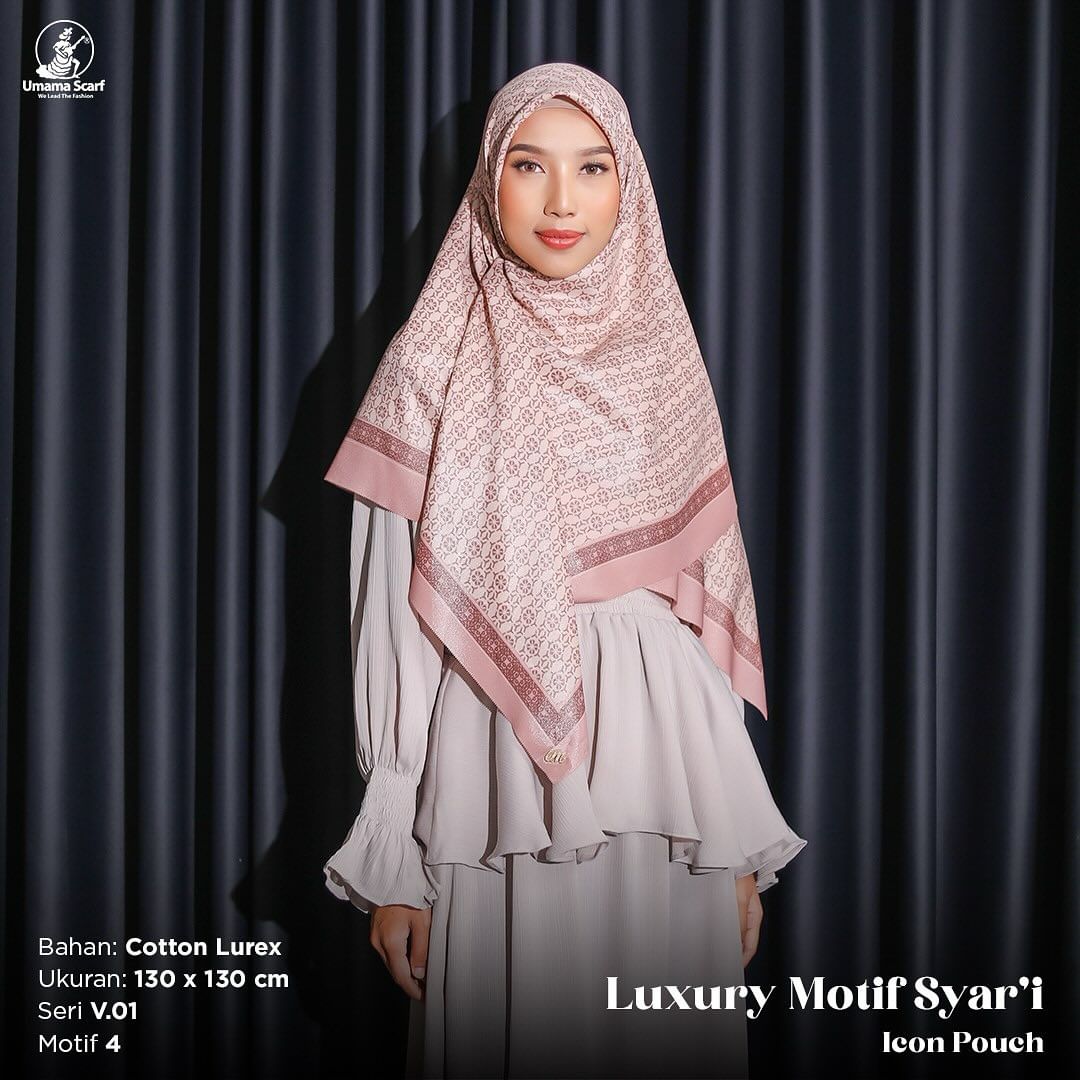 Umama Scarf
We Lead The Fashion
Bahan: Cotton Lurex
Ukuran: 130 x 130 cm
Seri V.01
Motif 4
Luxury Motif Syar'i
Icon Pouch